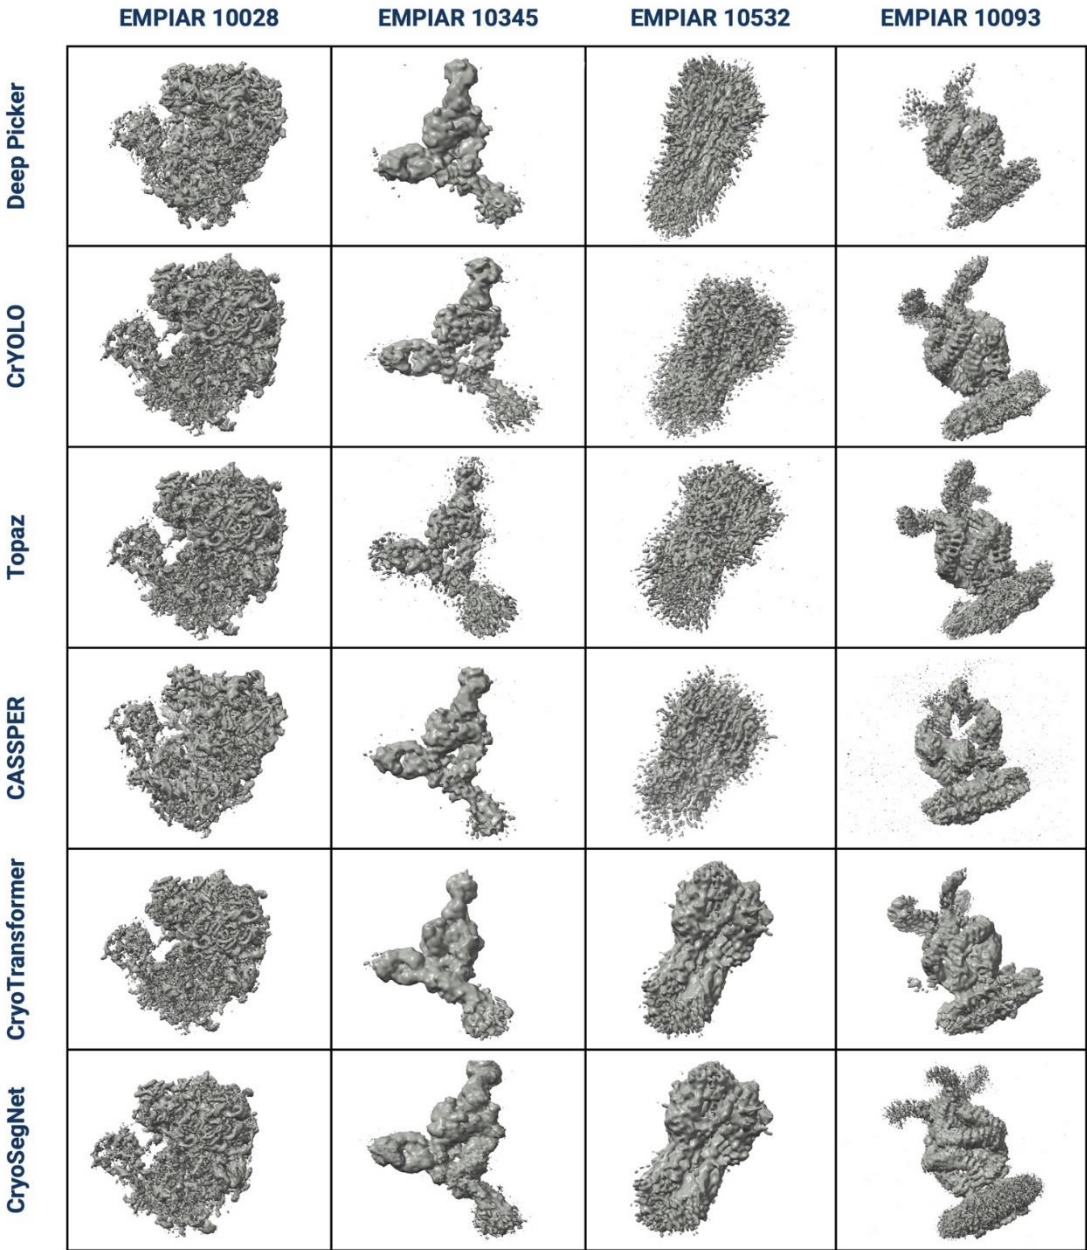 EMPIAR 10028 EMPIAR 10345 EMPIAR 10532 EMPIAR 10093
Deep Picker
CrYOLO
Topaz
CASSPER
CryoTransformer
CryoSegNet